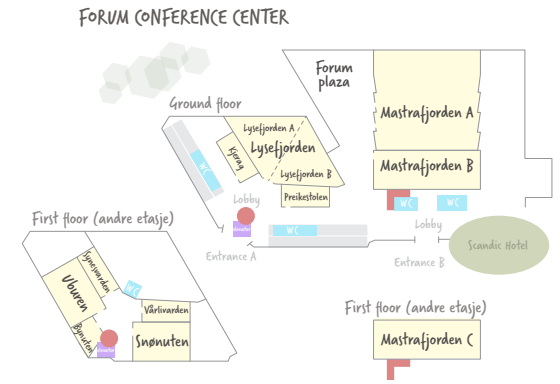 FORUM CONFERENCE CENTER
Forum
plaza
Ground floor
Mastrafjorden A
Lysefjorden A
Lysefjorden
Kjerag
Lysefjorden B
Mastrafjorden B
WC
Preikestolen
Lobby
WC
WC
First floor (andre etasje)
Lobby
WC
Scandic Hotel
Entrance A
Entrance B
Synesvarden
Uburen
WC
Vårlivarden
First floor (andre etasje)
Bynuten
Snønuten
Mastrafjorden C